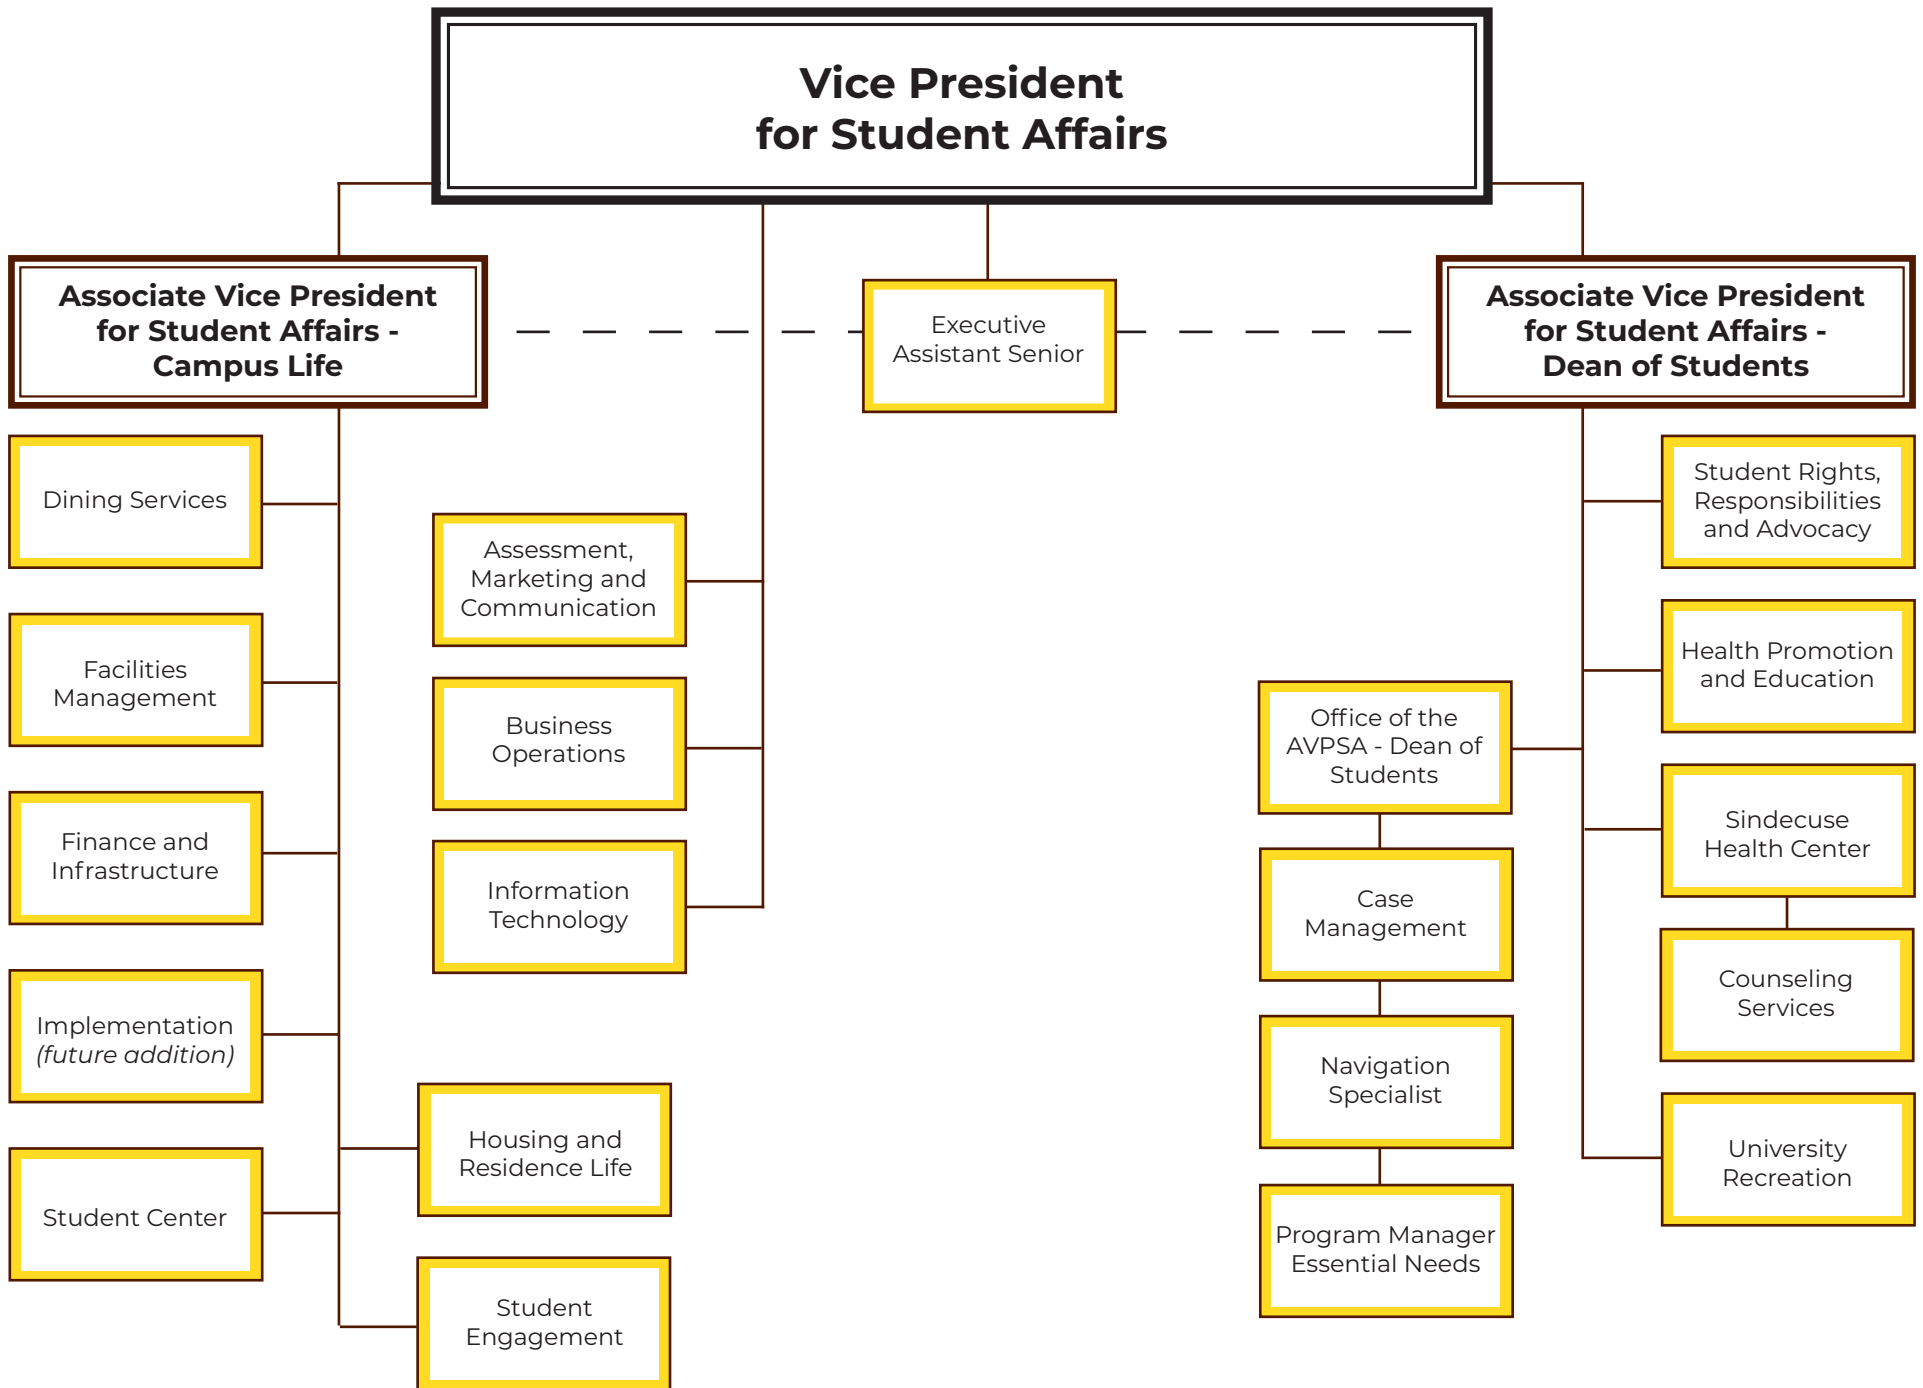 Vice President
for Student Affairs
Associate Vice President
for Student Affairs -
Campus Life
Executive
Assistant Senior
Associate Vice President
for Student Affairs -
Dean of Students
Dining Services
Facilities
Management
Finance and
Infrastructure
Implementation
(future addition)
Student Center
Housing and
Residence Life
Student
Engagement
Assessment,
Marketing and
Communication
Business
Operations
Information
Technology
Office of the
AVPSA - Dean of
Students
Case
Management
Navigation
Specialist
Program Manager
Essential Needs
Student Rights,
Responsibilities
and Advocacy
Health Promotion
and Education
Sindecuse
Health Center
Counseling
Services
University
Recreation